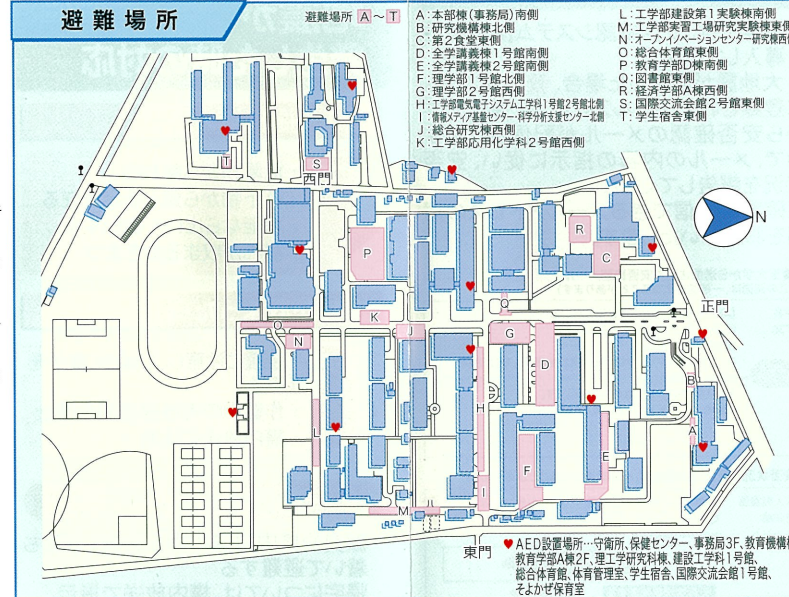 避難場所
避難場所 A～T
A：本部棟(事務局)南側
B：研究機構棟北側
C：第2食堂東側
D：全学講義棟1号館南側
E：全学講義棟2号館南側
F：理学部1号館北側
G：理学部2号館西側
H：工学部電気電子システム工学科1号館2号館北側
I：情報メディア基盤センター・科学分析支援センター北側
J：総合研究棟西側
K：工学部応用化学科2号館西側
L：工学部建設第1実験棟南側
M：工学部実習工場研究実験棟東側
N：オープンイノベーションセンター研究棟西側
O：総合体育館東側
P：教育学部D棟南側
Q：図書館東側
R：経済学部A棟西側
S：国際交流会館2号館東側
T：学生宿舎東側
T
S
西門
N
P
R
C
正門
K
Q
O
N
J
G
D
B
H
L
A
F
E
I
M
東門
♥AED設置場所…守衛所、保健センター、事務局3F、教育機構棟
教育学部A棟2F、理工学研究科棟、建設工学科1号館、
総合体育館、体育管理室、学生宿舎、国際交流会館1号館、
そよかぜ保育室